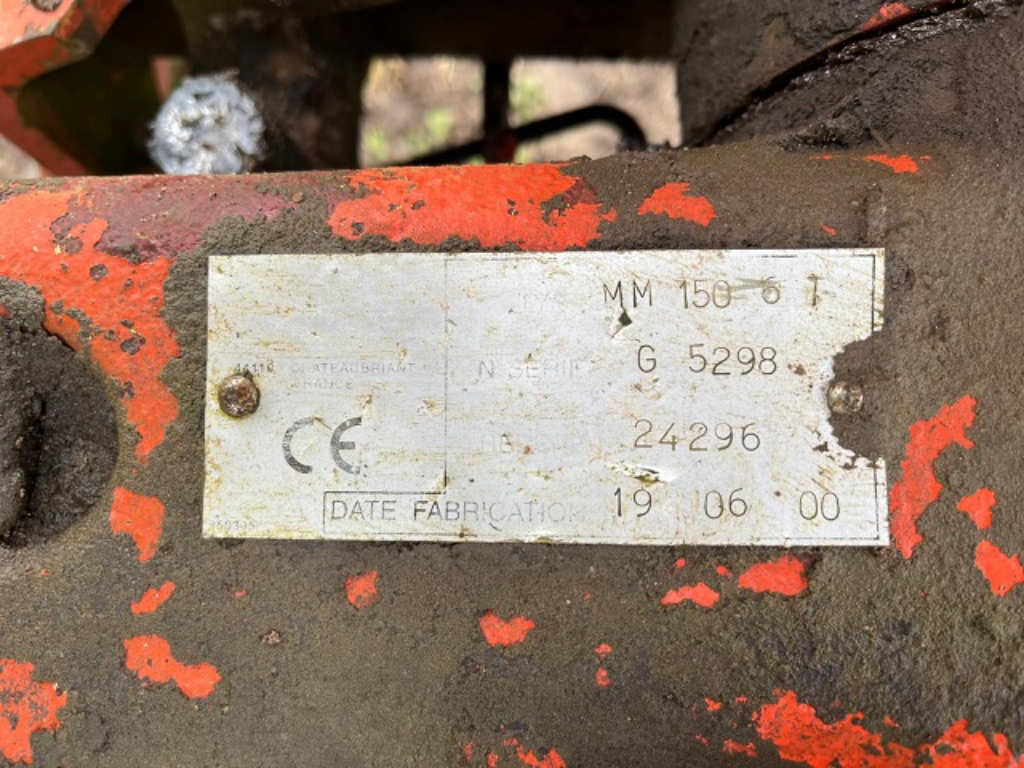 MM 150 6 T
44110 CHATEAUBRIANT
FRANCE
N° SERIE G 5298
CE
24296
DATE FABRICATION 19 06 00